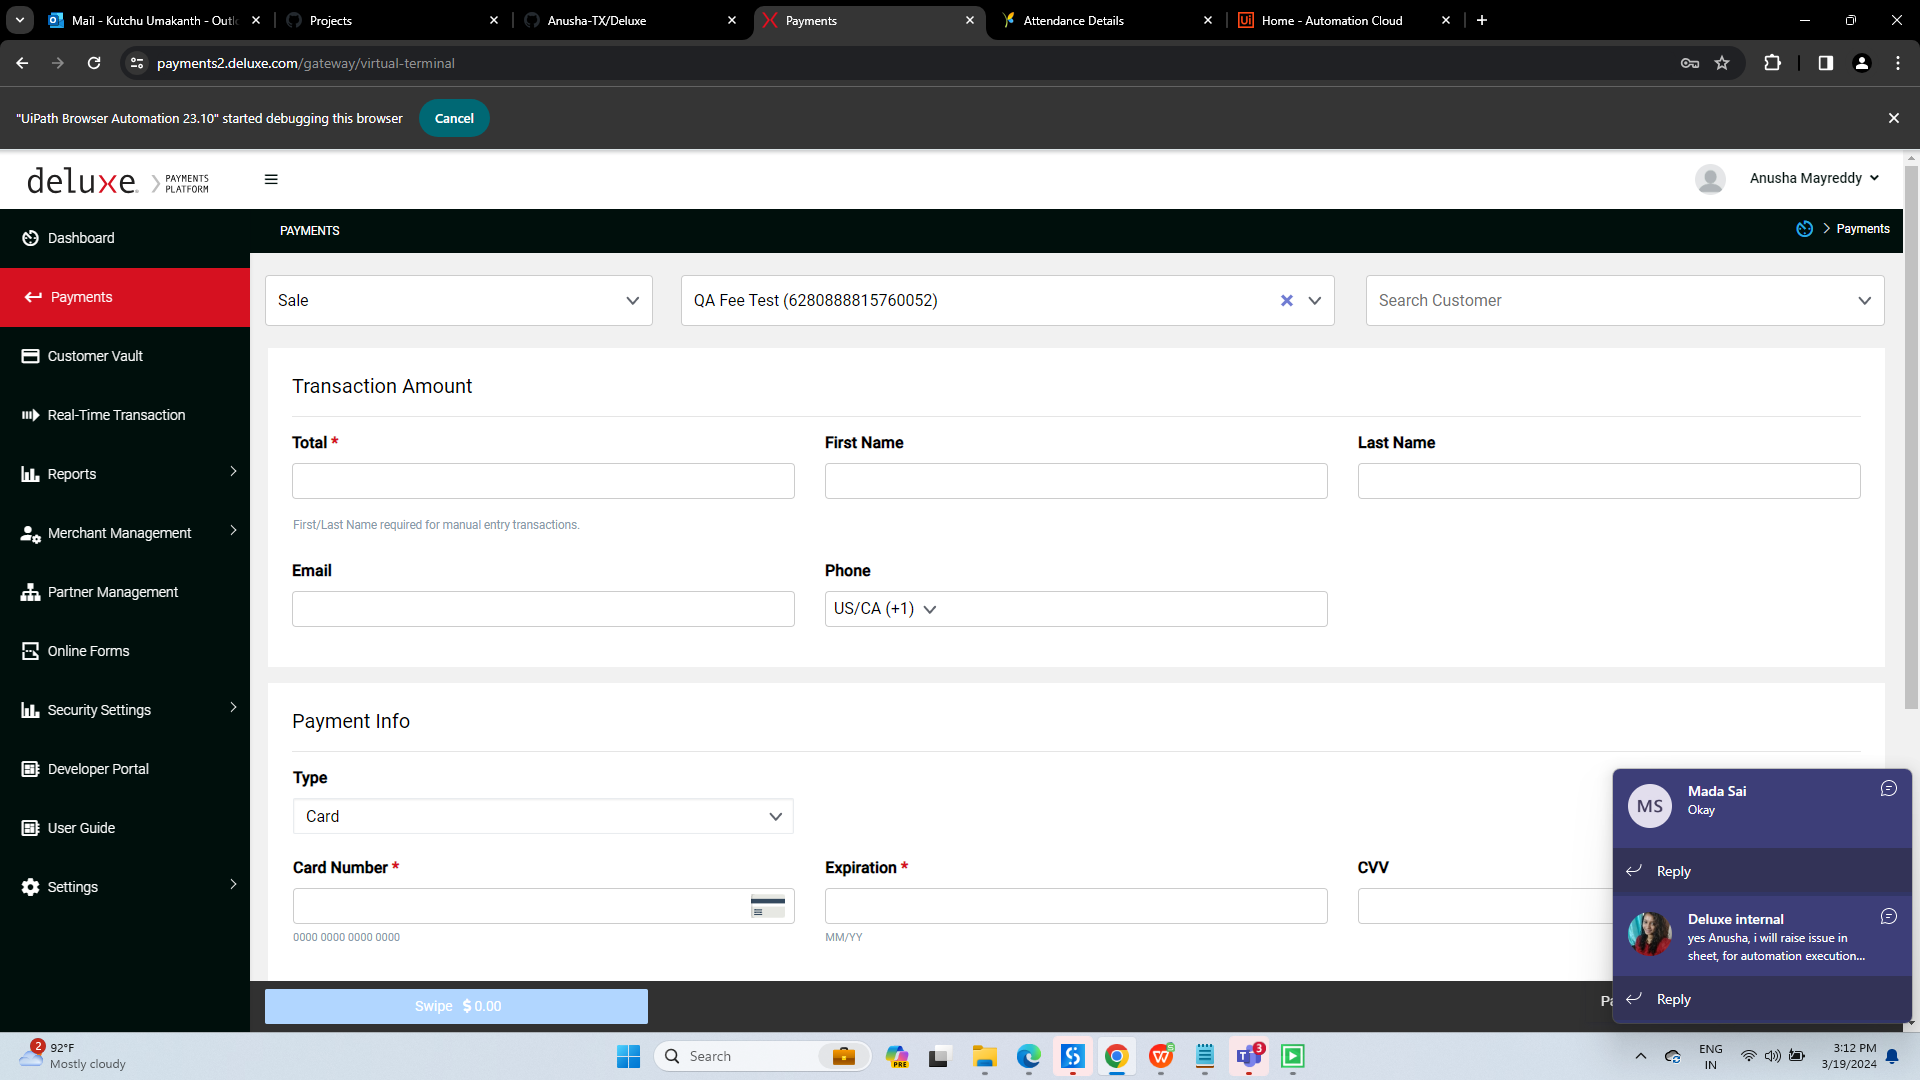 Mail - Kutchu Umakanth - Outl
Projects
Anusha-TX/Deluxe
Payments
Attendance Details
Home - Automation Cloud
payments2.deluxe.com/gateway/virtual-terminal
"UiPath Browser Automation 23.10" started debugging this browser
Cancel
deluxe.
PAYMENTS
PLATFORM
Anusha Mayreddy
Dashboard
PAYMENTS
Payments
Payments
Sale
QA Fee Test (6280888815760052)
Search Customer
Customer Vault
Real-Time Transaction
Reports
Merchant Management
Partner Management
Online Forms
Security Settings
Developer Portal
User Guide
Settings
Transaction Amount
Total *
First Name
Last Name
First/Last Name required for manual entry transactions.
Email
Phone
US/CA (+1)
Payment Info
Type
Card
Card Number *
Expiration *
CVV
0000 0000 0000 0000
MM/YY
Swipe $ 0.00
Pa
MS
Mada Sai
Okay
Reply
Deluxe internal
yes Anusha, i will raise issue in
sheet, for automation execution...
Reply
2
92°F
Mostly cloudy
Search
PRE
3
ENG
IN
3:12 PM
3/19/2024